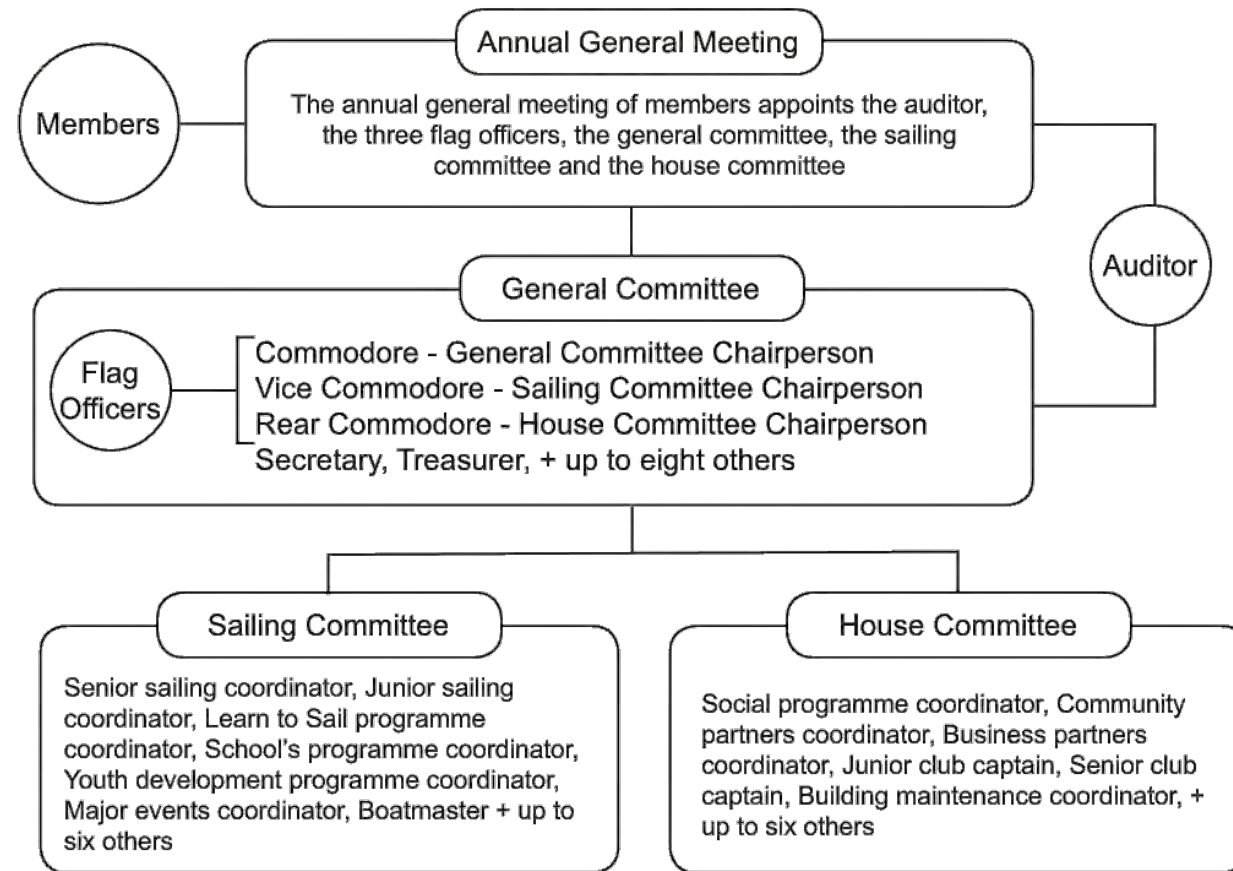 Annual General Meeting
Members
The annual general meeting of members appoints the auditor,
the three flag officers, the general committee, the sailing
committee and the house committee
Auditor
General Committee
Flag
Officers
Commodore - General Committee Chairperson
Vice Commodore - Sailing Committee Chairperson
Rear Commodore - House Committee Chairperson
Secretary, Treasurer, + up to eight others
Sailing Committee
Senior sailing coordinator, Junior sailing
coordinator, Learn to Sail programme
coordinator, School's programme coordinator,
Youth development programme coordinator,
Major events coordinator, Boatmaster + up to
six others
House Committee
Social programme coordinator, Community
partners coordinator, Business partners
coordinator, Junior club captain, Senior club
captain, Building maintenance coordinator, +
up to six others